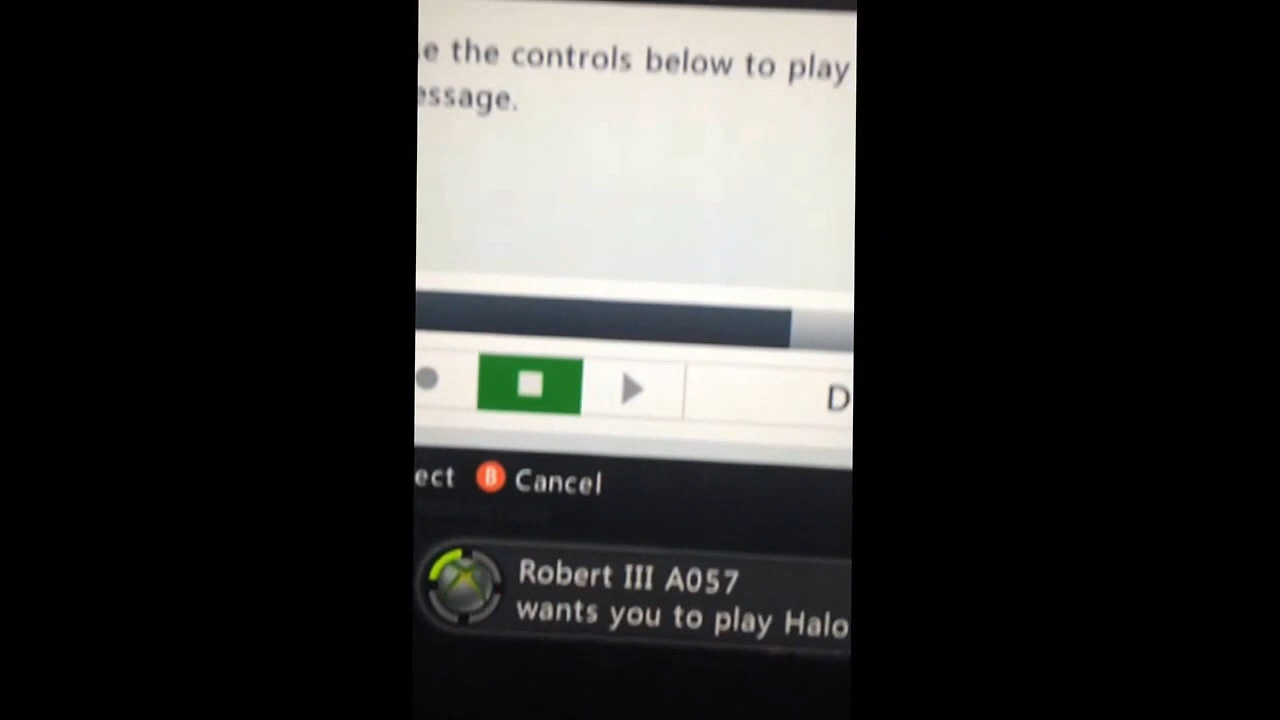 e the controls below to play
essage.
D
ect B Cancel
Robert III A057
wants you to play Halo